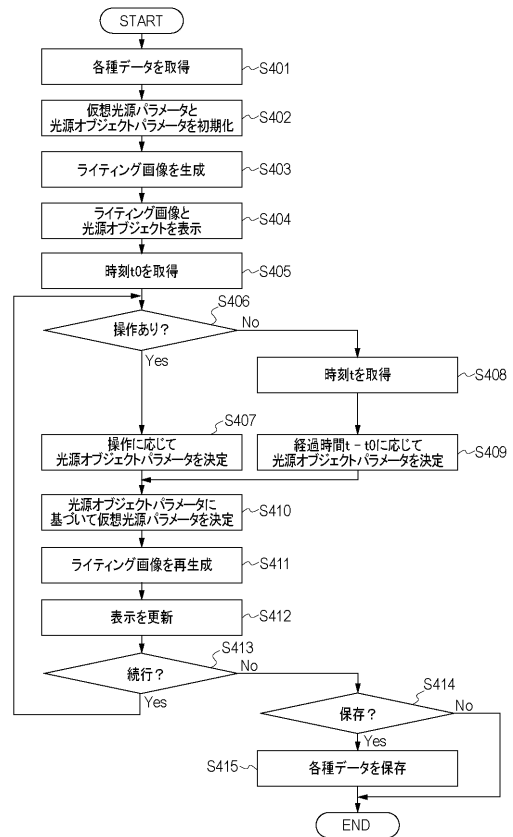 START
各種データを取得
S401
仮想光源パラメータと
光源オブジェクトパラメータを初期化
S402
ライティング画像を生成
S403
ライティング画像と
光源オブジェクトを表示
S404
時刻t0を取得
S405
S406
操作あり?
No
Yes
時刻tを取得
S408
S407
操作に応じて
光源オブジェクトパラメータを決定
経過時間t - t0に応じて
光源オブジェクトパラメータを決定
S409
光源オブジェクトパラメータに
基づいて仮想光源パラメータを決定
S410
ライティング画像を再生成
S411
表示を更新
S412
S413
続行?
No
Yes
S414
保存?
No
Yes
S415
各種データを保存
END